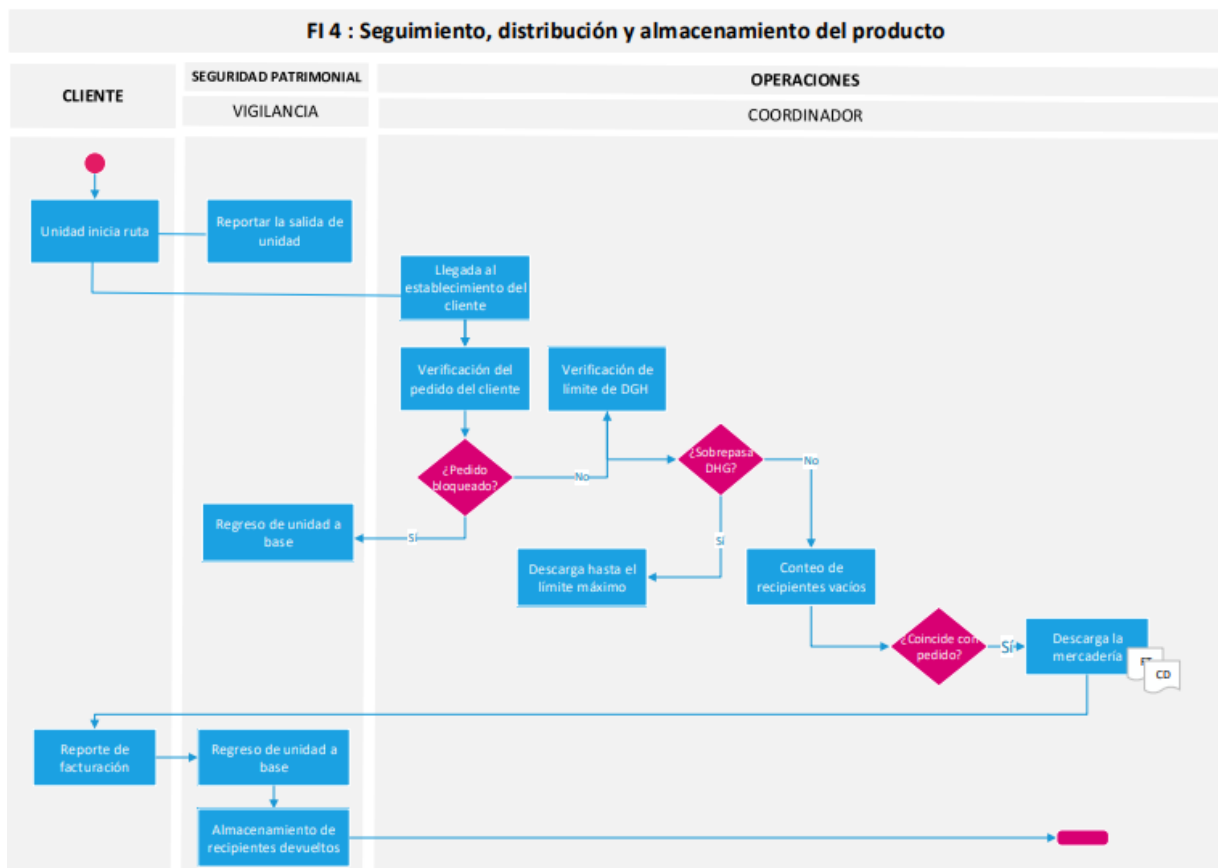 FI 4 : Seguimiento, distribución y almacenamiento del producto
CLIENTE
SEGURIDAD PATRIMONIAL
VIGILANCIA
OPERACIONES
COORDINADOR
Unidad inicia ruta
Reportar la salida de
unidad
Llegada al
establecimiento del
cliente
Verificación del
pedido del cliente
Verificación de
límite de DGH
¿Pedido
bloqueado?
No
¿Sobrepasa
DHG?
No
Sí
Regreso de unidad a
base
Sí
Descarga hasta el
límite máximo
Conteo de
recipientes vacíos
¿Coincide con
pedido?
Sí
Descarga la
mercadería
CD
Reporte de
facturación
Regreso de unidad a
base
Almacenamiento de
recipientes devueltos